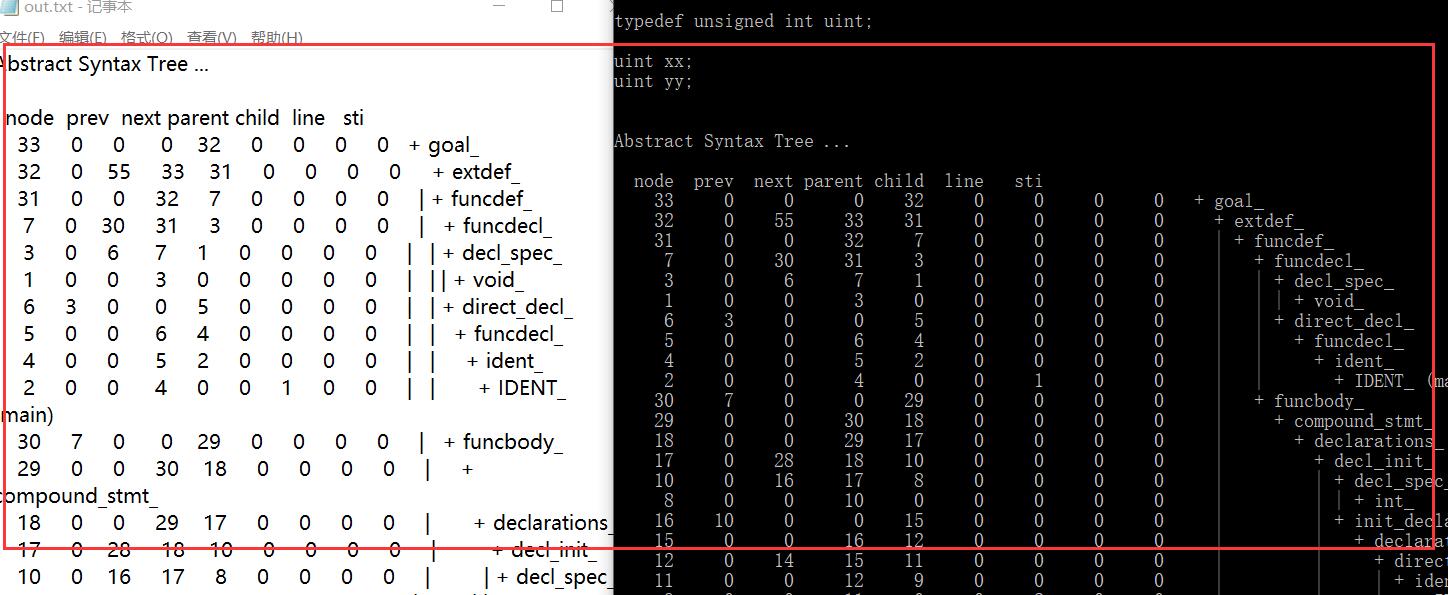 out.txt - 记事本
文件(F) 编辑(E) 格式(O) 查看(V) 帮助(H)
Abstract Syntax Tree ...
node prev next parent child line sti
33 0 0 0 32 0 0 0 0 + goal_
32 0 55 33 31 0 0 0 0 + extdef_
31 0 0 32 7 0 0 0 0 | + funcdef_
7 0 30 31 3 0 0 0 0 | + funcdecl_
3 0 6 7 1 0 0 0 0 | | + decl_spec_
1 0 0 3 0 0 0 0 0 | | | + void_
6 3 0 0 5 0 0 0 0 | | + direct_decl_
5 0 0 6 4 0 0 0 0 | | + funcdecl_
4 0 0 5 2 0 0 0 0 | | + ident_
2 0 0 4 0 0 1 0 0 | | + IDENT_
(main)
30 7 0 0 29 0 0 0 0 | + funcbody_
29 0 0 30 18 0 0 0 0 | +
compound_stmt_
18 0 0 29 17 0 0 0 0 | + declarations_
17 0 28 18 10 0 0 0 0 | + decl_init_
10 0 16 17 8 0 0 0 0 | | + decl_spec_
typedef unsigned int uint;
uint xx;
uint yy;
Abstract Syntax Tree ...
node prev next parent child line sti
33 0 0 0 32 0 0 0 0 + goal_
32 0 55 33 31 0 0 0 0 + extdef_
31 0 0 32 7 0 0 0 0 | + funcdef_
7 0 30 31 3 0 0 0 0 | + funcdecl_
3 0 6 7 1 0 0 0 0 | | + decl_spec_
1 0 0 3 0 0 0 0 0 | | | + void_
6 3 0 0 5 0 0 0 0 | | + direct_decl_
5 0 0 6 4 0 0 0 0 | | + funcdecl_
4 0 0 5 2 0 0 0 0 | | + ident_
2 0 0 4 0 0 1 0 0 | | + IDENT_ (ma
30 7 0 0 29 0 0 0 0 | + funcbody_
29 0 0 30 18 0 0 0 0 | + compound_stmt_
18 0 0 29 17 0 0 0 0 | + declarations_
17 0 28 18 10 0 0 0 0 | + decl_init_
10 0 16 17 8 0 0 0 0 | | + decl_spec_
8 0 0 10 0 0 0 0 0 | | | + int_
16 10 0 0 15 0 0 0 0 | | + init_decla
15 0 0 16 12 0 0 0 0 | | + declarat
12 0 14 15 11 0 0 0 0 | | + direct
11 0 0 12 9 0 0 0 0 | | | + iden